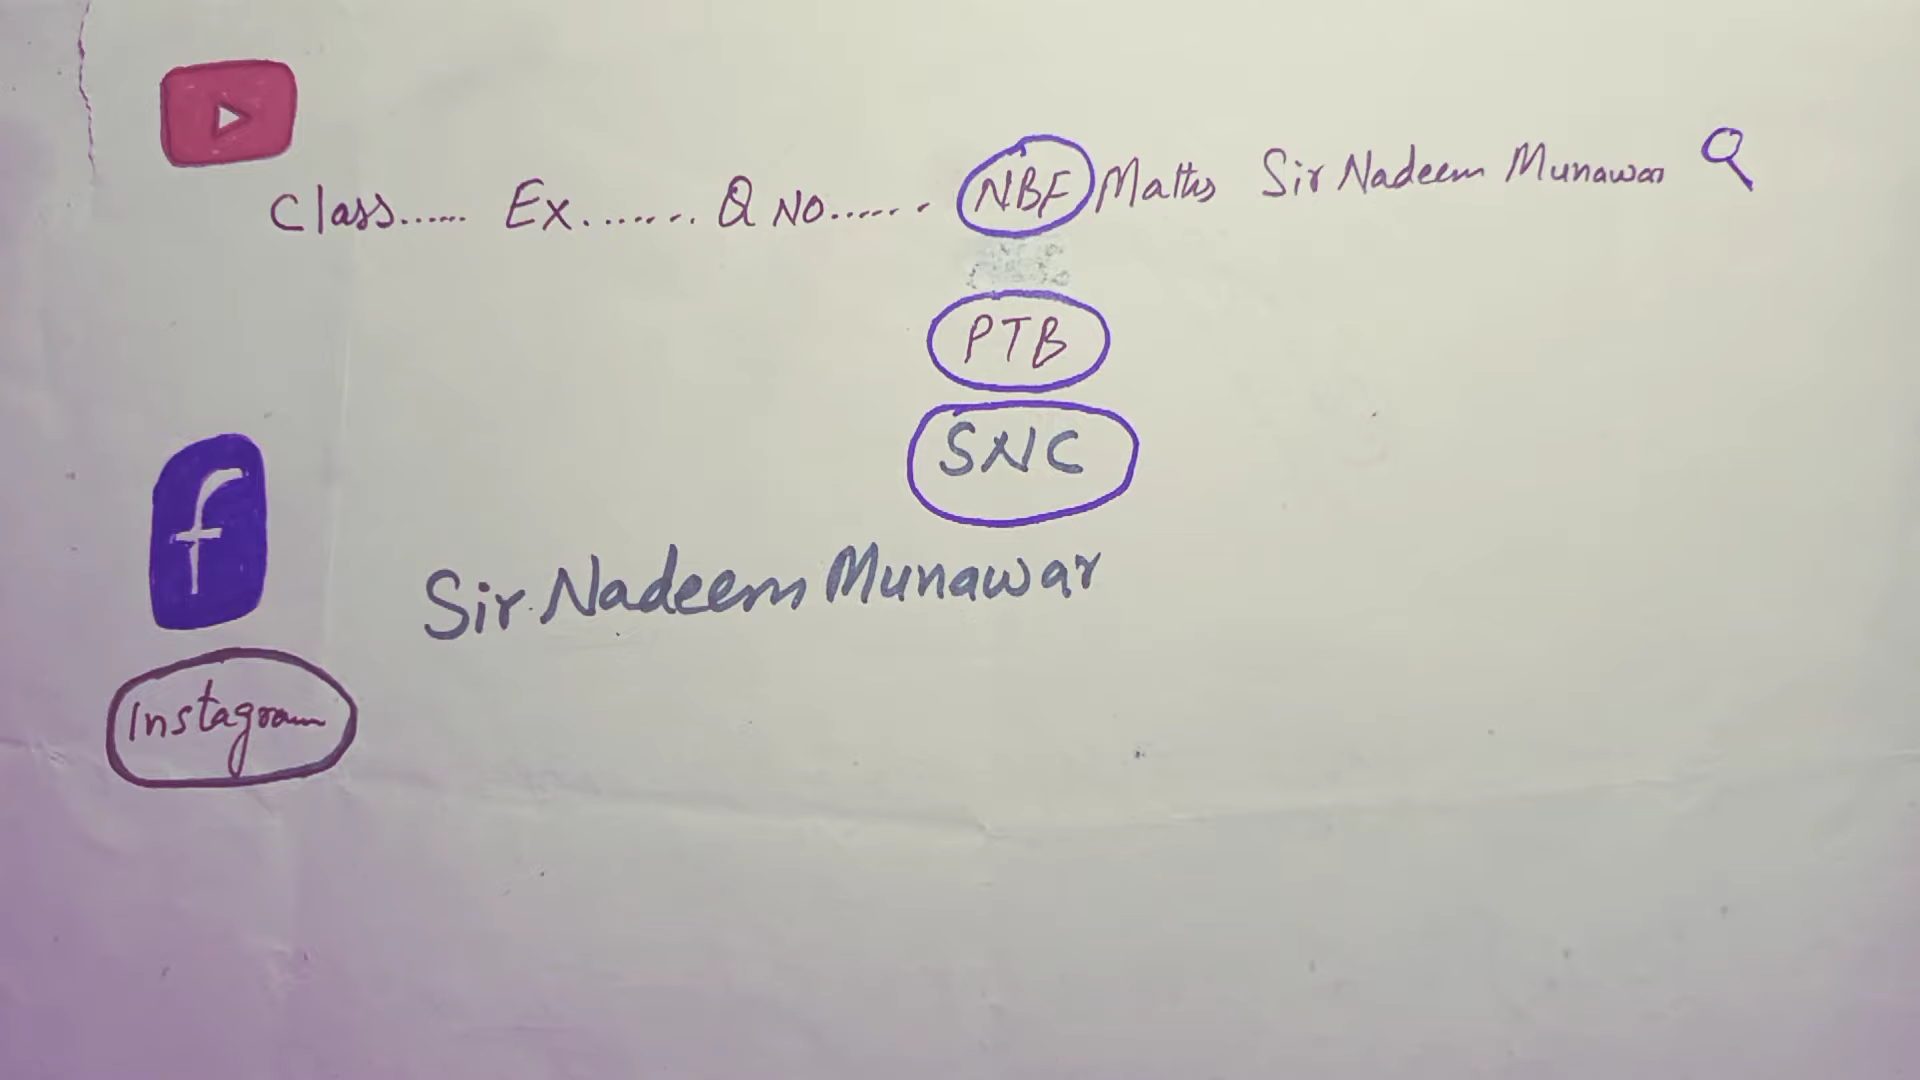 Class...... Ex........ Q No....... NBF Maths Sir Nadeem Munawar
PTB
SNC
f
Sir Nadeem Munawar
Instagram